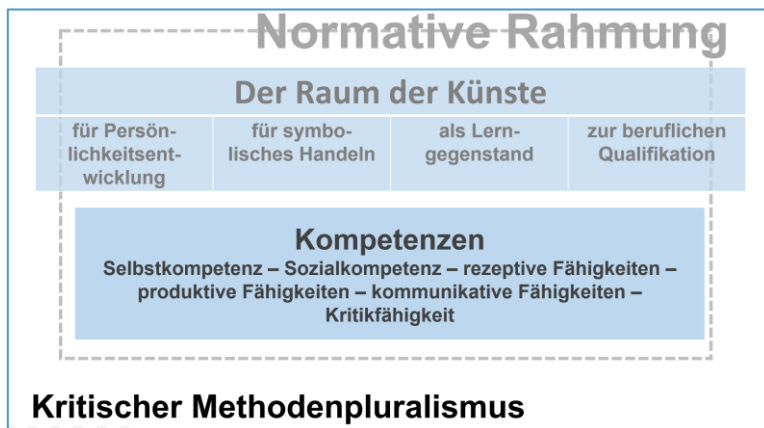 Normative Rahmung
Der Raum der Künste
für Persön-
lichkeitsent-
wicklung
für symbo-
lisches Handeln
als Lern-
gegenstand
zur beruflichen
Qualifikation
Kompetenzen
Selbstkompetenz – Sozialkompetenz – rezeptive Fähigkeiten –
produktive Fähigkeiten – kommunikative Fähigkeiten –
Kritikfähigkeit
Kritischer Methodenpluralismus